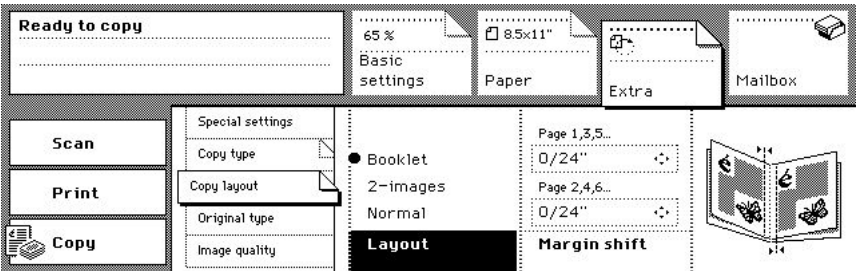 Ready to copy
65 %
Basic
settings
8.5×11"
Paper
Extra
Mailbox
Scan
Print
Copy
Special settings
Copy type
Copy layout
Original type
Image quality
Booklet
2-images
Normal
Layout
Page 1,3,5...
0/24"
Page 2,4,6...
0/24"
Margin shift
é é